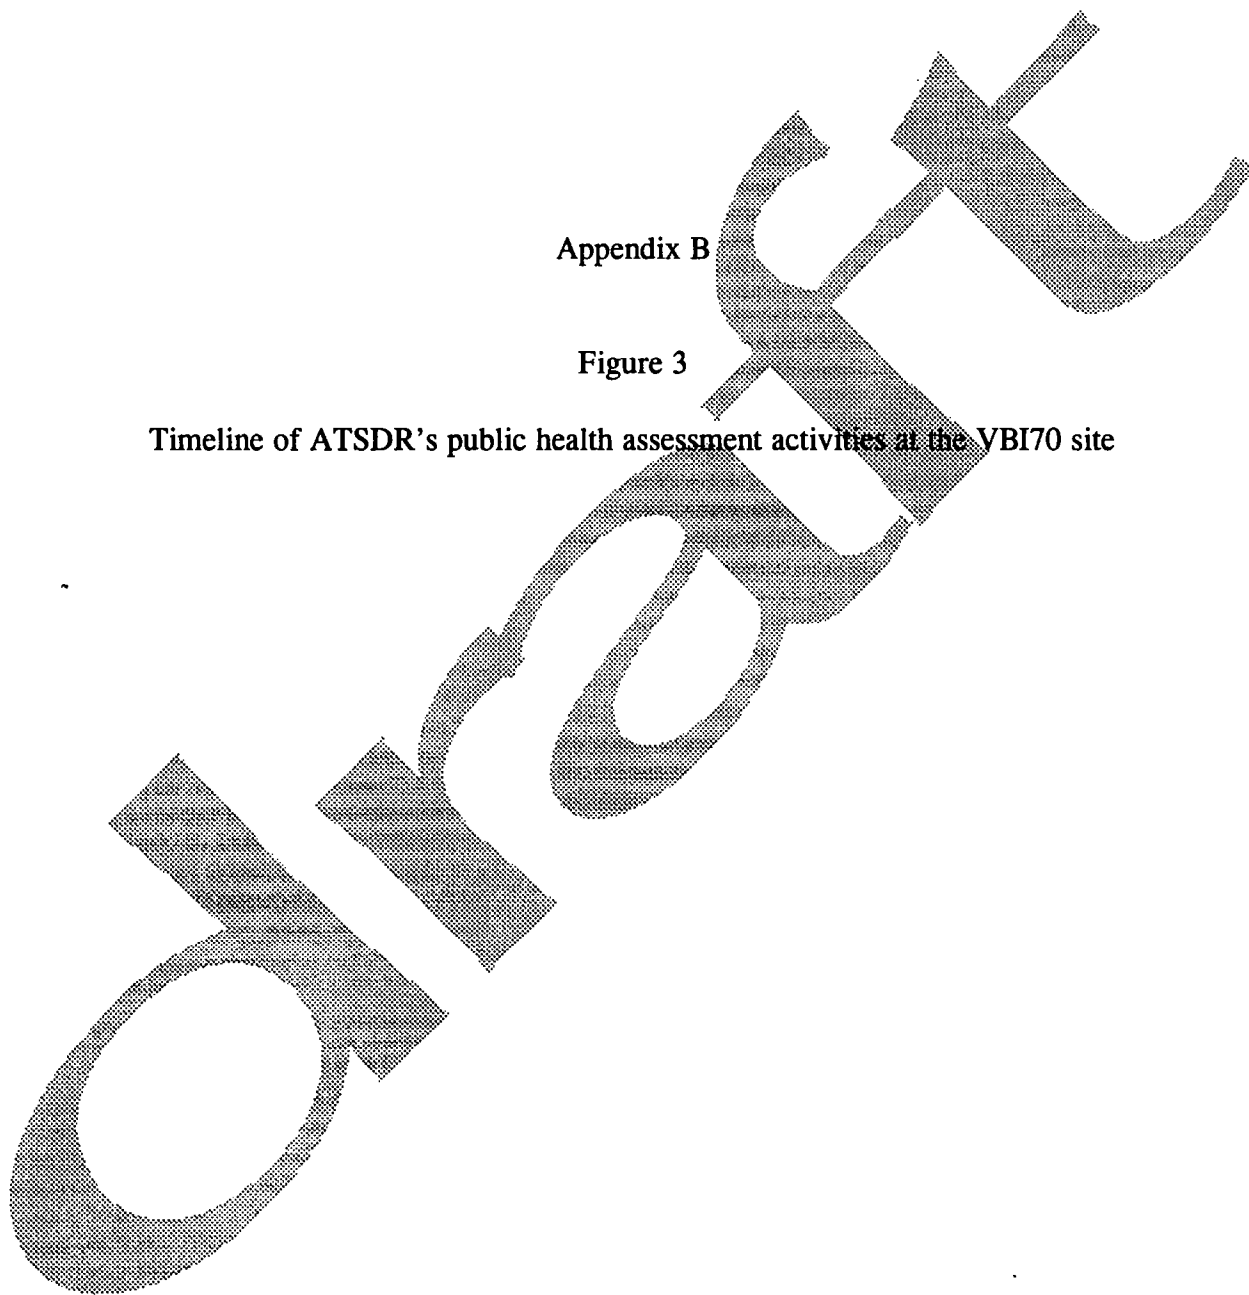 Appendix B
Figure 3
Timeline of ATSDR's public health assessment activities at the VBI70 site
draft